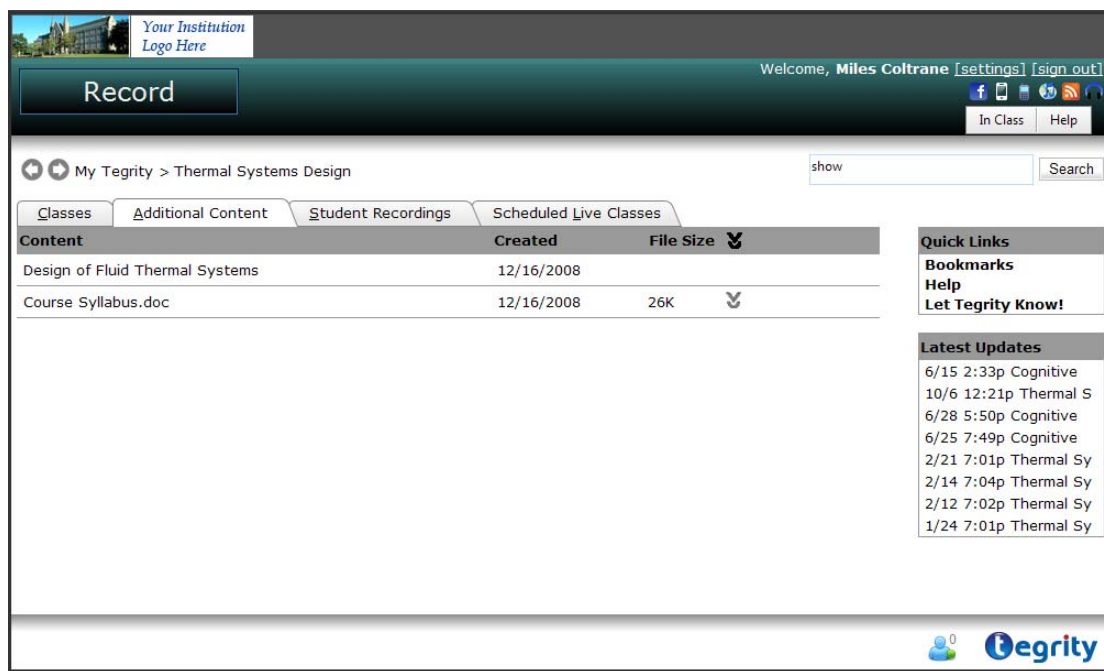 Your Institution
Logo Here
Welcome, Miles Coltrane [settings] [sign out]
Record
In Class Help
My Tegrity > Thermal Systems Design
show
Search
Classes Additional Content Student Recordings Scheduled Live Classes
Content Created File Size
Design of Fluid Thermal Systems 12/16/2008
Course Syllabus.doc 12/16/2008 26K
Quick Links
Bookmarks
Help
Let Tegrity Know!
Latest Updates
6/15 2:33p Cognitive
10/6 12:21p Thermal S
6/28 5:50p Cognitive
6/25 7:49p Cognitive
2/21 7:01p Thermal Sy
2/14 7:04p Thermal Sy
2/12 7:02p Thermal Sy
1/24 7:01p Thermal Sy
0
tegrity